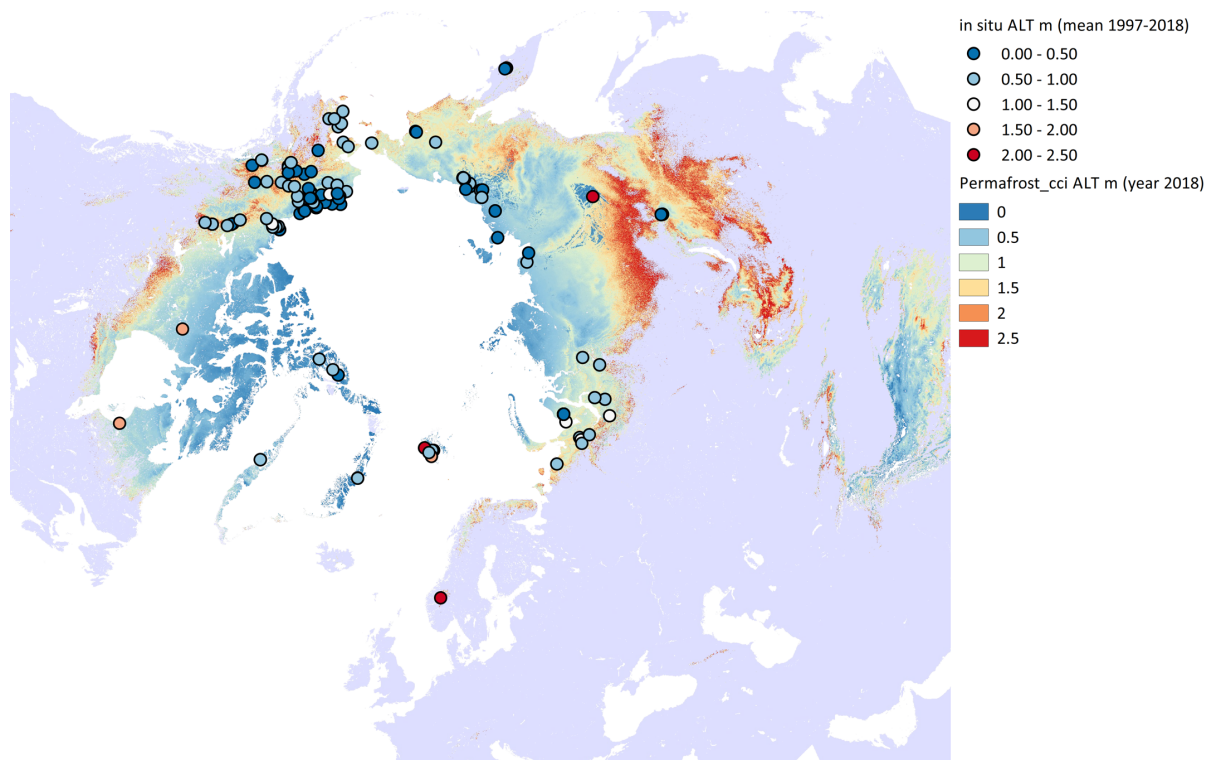 in situ ALT m (mean 1997-2018)
0.00 - 0.50
0.50 - 1.00
1.00 - 1.50
1.50 - 2.00
2.00 - 2.50
Permafrost_cci ALT m (year 2018)
0
0.5
1
1.5
2
2.5